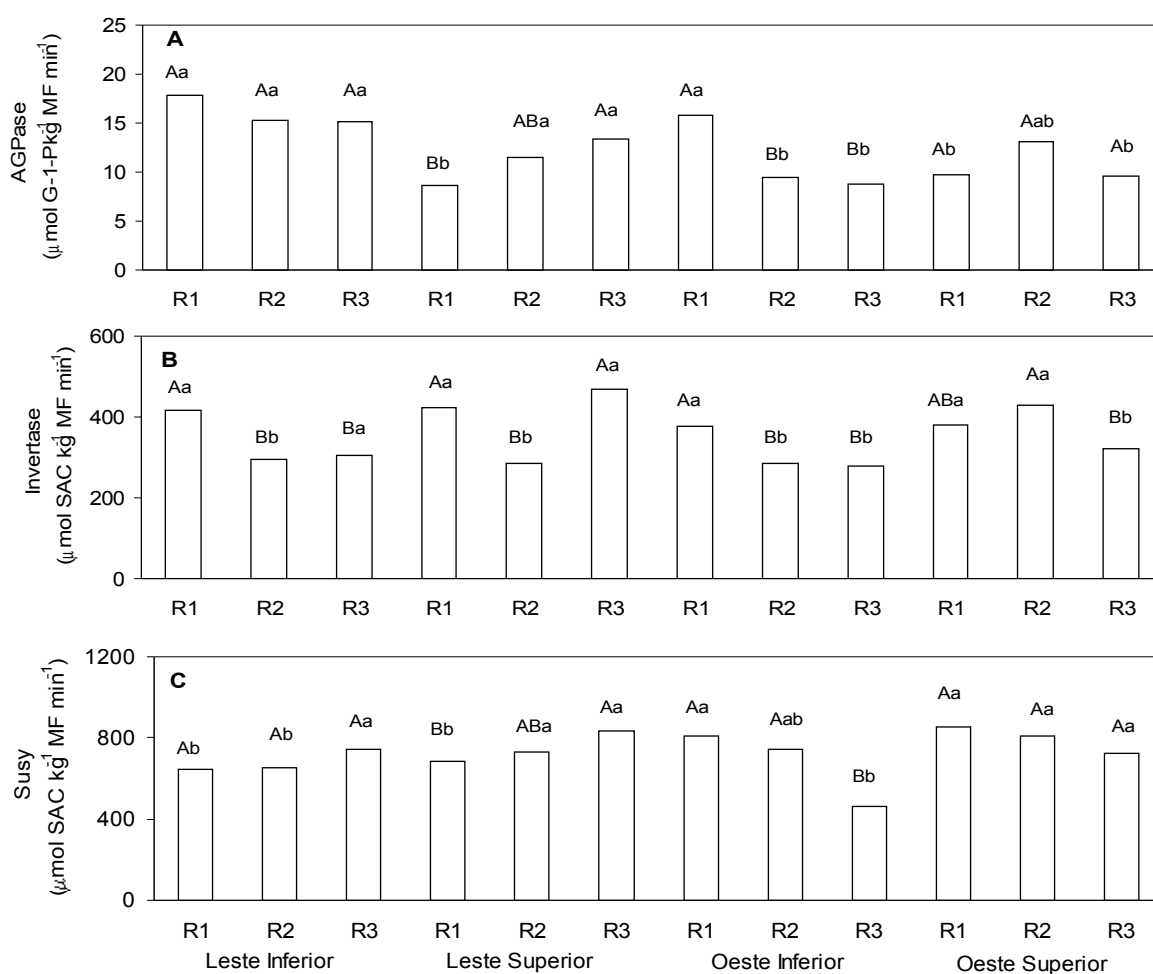 A
AGPase
(μmol G-1-Pkg-1 MF min-1)
25
20
15
10
5
0
Aa Aa Aa Bb ABa Aa Aa Bb Bb Ab Aab Ab
R1 R2 R3 R1 R2 R3 R1 R2 R3 R1 R2 R3
B
Invertase
(μmol SAC kg-1 MF min-1)
600
400
200
0
Aa Bb Ba Aa Bb Aa Aa Bb Bb ABa Aa Bb
R1 R2 R3 R1 R2 R3 R1 R2 R3 R1 R2 R3
C
Susy
(μmol SAC kg-1 MF min-1)
1200
800
400
0
Ab Ab Aa Bb ABa Aa Aa Aab Bb Aa Aa Aa
R1 R2 R3 R1 R2 R3 R1 R2 R3 R1 R2 R3
Leste Inferior Leste Superior Oeste Inferior Oeste Superior